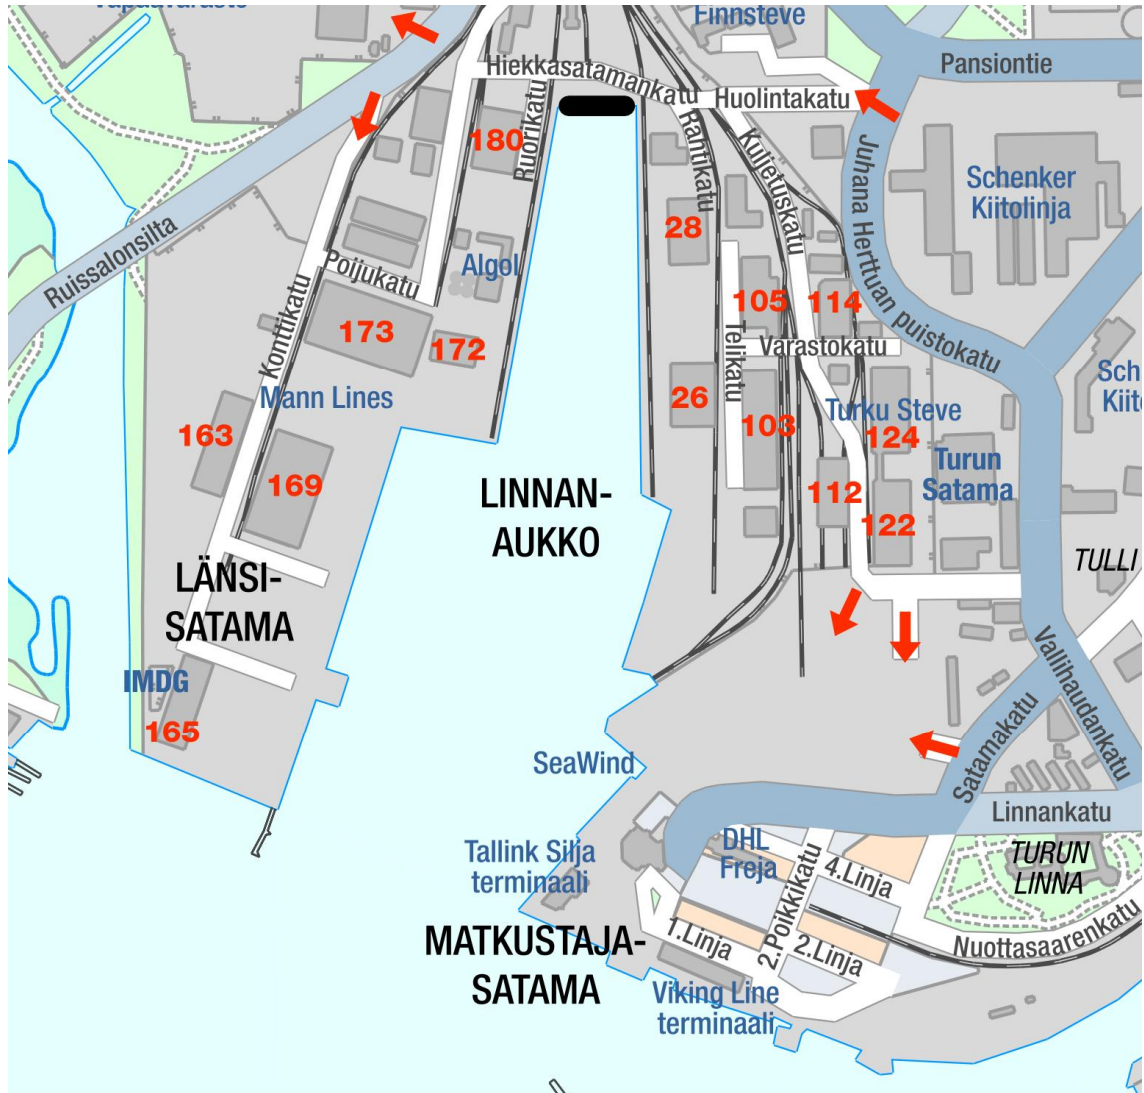 Finnsteve
Pansiontie
Hiekkasatamankatu
Huolintakatu
180
Ruorikatu
Rantikatu
Kuljetuskatu
Juhana Herttuan puistokatu
Schenker
Kiitolinja
28
Ruissalonsilta
Algol
Poijukatu
105
114
Konttikatu
173
172
Telikatu
Varastokatu
Mann Lines
26
Turku Steve
163
103
124
169
LINNAN-
AUKKO
112
Turun
Satama
122
LÄNSI-
SATAMA
TULLI
IMDG
165
Vallihaudankatu
Satamakatu
SeaWind
Linnankatu
Tallink Silja
terminaali
DHL
Freja
4.Linja
TURUN
LINNA
2.Poikkikatu
MATKUSTAJA-
SATAMA
1.Linja
2.Linja
Nuottasaarenkatu
Viking Line
terminaali